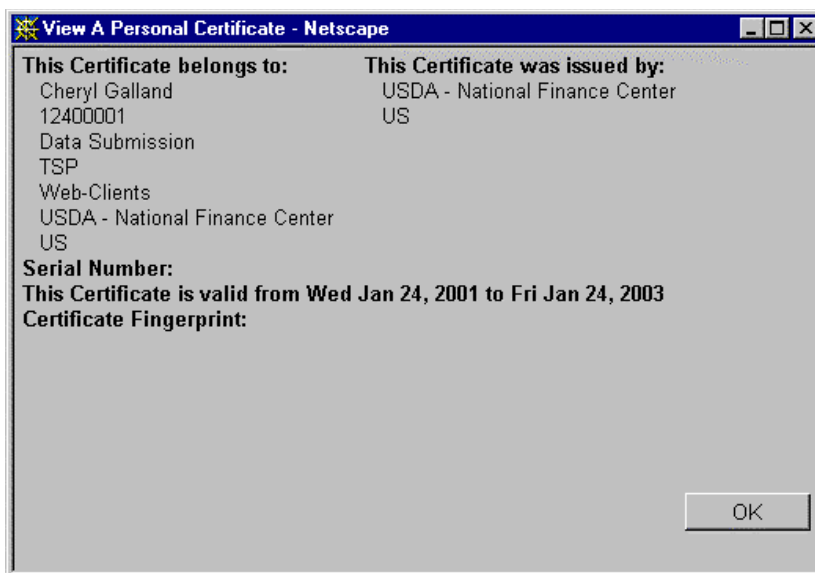 View A Personal Certificate - Netscape
This Certificate belongs to:
Cheryl Galland
12400001
Data Submission
TSP
Web-Clients
USDA - National Finance Center
US
This Certificate was issued by:
USDA - National Finance Center
US
Serial Number:
This Certificate is valid from Wed Jan 24, 2001 to Fri Jan 24, 2003
Certificate Fingerprint:
OK